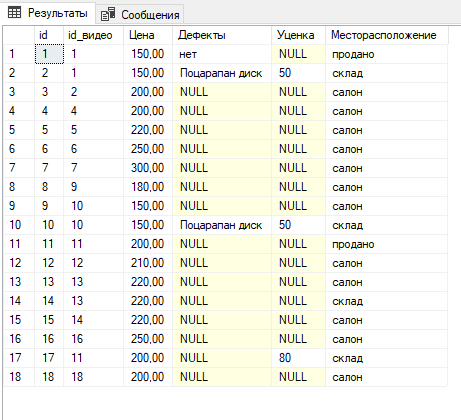 Результаты Сообщения
id id_видео Цена Дефекты Уценка Месторасположение
1 1 1 150,00 нет NULL продано
2 2 1 150,00 Поцарапан диск 50 склад
3 3 2 200,00 NULL NULL салон
4 4 4 200,00 NULL NULL салон
5 5 5 220,00 NULL NULL салон
6 6 6 250,00 NULL NULL салон
7 7 7 300,00 NULL NULL салон
8 8 9 180,00 NULL NULL салон
9 9 10 150,00 NULL NULL салон
10 10 10 150,00 Поцарапан диск 50 склад
11 11 11 200,00 NULL NULL продано
12 12 12 210,00 NULL NULL салон
13 13 13 220,00 NULL NULL салон
14 14 13 220,00 NULL NULL склад
15 15 14 220,00 NULL NULL салон
16 16 16 250,00 NULL NULL салон
17 17 11 200,00 NULL 80 склад
18 18 18 200,00 NULL NULL салон